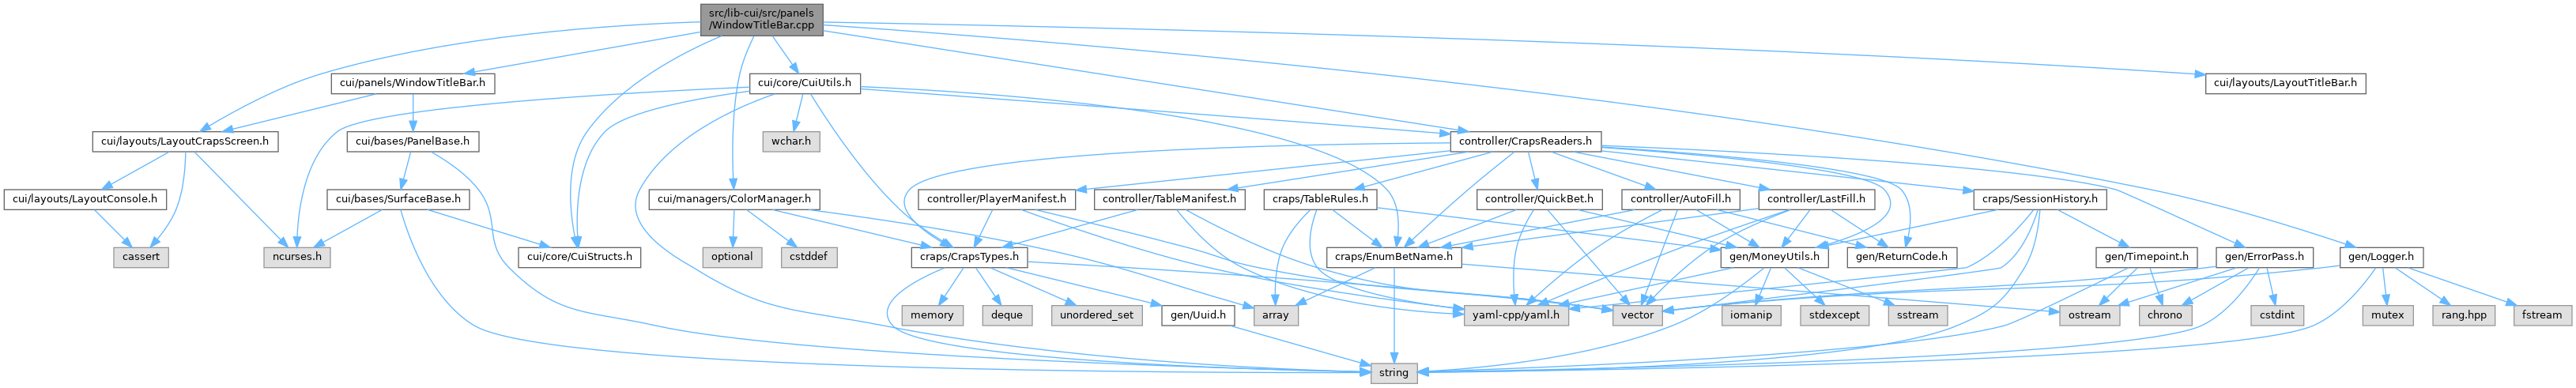 src/lib-cui/src/panels
/WindowTitleBar.cpp
cui/panels/WindowTitleBar.h
cui/core/CuiUtils.h
cui/layouts/LayoutTitleBar.h
cui/layouts/LayoutCrapsScreen.h
cui/bases/PanelBase.h
wchar.h
controller/CrapsReaders.h
cui/layouts/LayoutConsole.h
cui/bases/SurfaceBase.h
cui/managers/ColorManager.h
controller/PlayerManifest.h
controller/TableManifest.h
craps/TableRules.h
controller/QuickBet.h
controller/AutoFill.h
controller/LastFill.h
craps/SessionHistory.h
cassert
ncurses.h
cui/core/CuiStructs.h
optional
cstddef
craps/CrapsTypes.h
craps/EnumBetName.h
gen/MoneyUtils.h
gen/ReturnCode.h
gen/Timepoint.h
gen/ErrorPass.h
gen/Logger.h
memory
deque
unordered_set
gen/Uuid.h
array
yaml-cpp/yaml.h
vector
iomanip
stdexcept
sstream
ostream
chrono
cstdint
mutex
rang.hpp
fstream
string